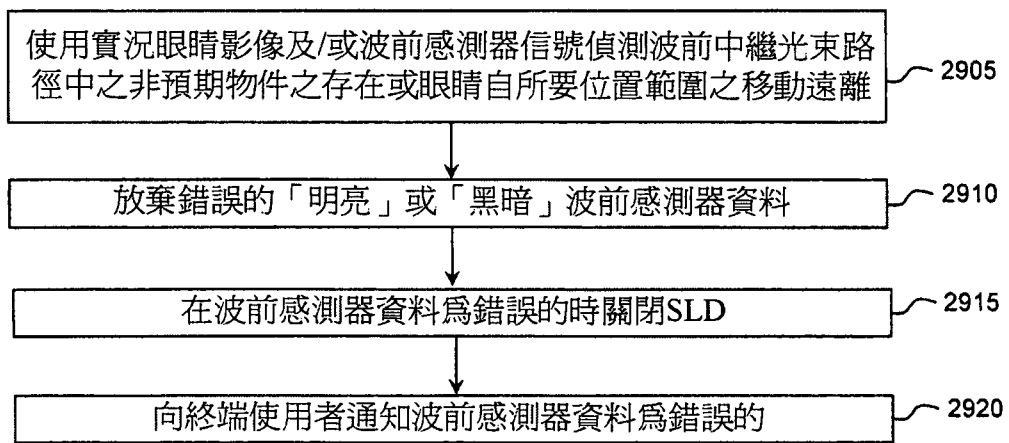 使用實況眼睛影像及/或波前感測器信號偵測波前中繼光束路
徑中之非預期物件之存在或眼睛自所要位置範圍之移動遠離
2905
放棄錯誤的「明亮」或「黑暗」波前感測器資料
2910
在波前感測器資料爲錯誤的時關閉SLD
2915
向終端使用者通知波前感測器資料爲錯誤的
2920